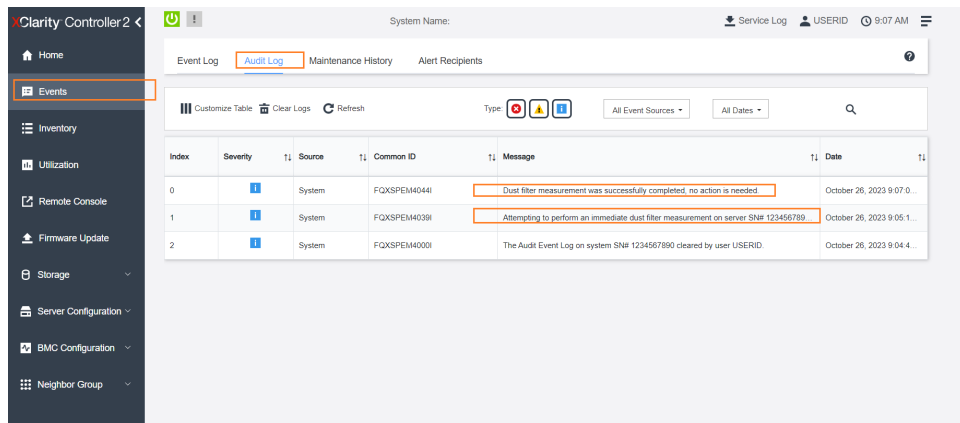 XClarity Controller 2
System Name:
Service Log
USERID
9:07 AM
Home
Events
Inventory
Utilization
Remote Console
Firmware Update
Storage
Server Configuration
BMC Configuration
Neighbor Group
Event Log Audit Log Maintenance History Alert Recipients
Customize Table Clear Logs Refresh Type: All Event Sources All Dates
Index Severity Source Common ID Message Date
0 System FQXSPEM4044I Dust filter measurement was successfully completed, no action is needed. October 26, 2023 9:07:0...
1 System FQXSPEM4039I Attempting to perform an immediate dust filter measurement on server SN# 123456789... October 26, 2023 9:05:1...
2 System FQXSPEM4000I The Audit Event Log on system SN# 1234567890 cleared by user USERID. October 26, 2023 9:04:4...